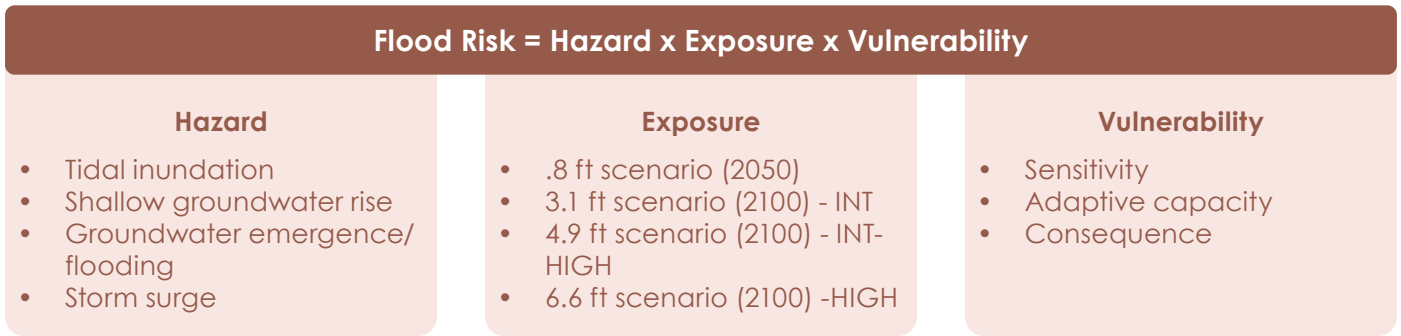 Flood Risk = Hazard x Exposure x Vulnerability
Hazard
• Tidal inundation
• Shallow groundwater rise
• Groundwater emergence/
flooding
• Storm surge
Exposure
• .8 ft scenario (2050)
• 3.1 ft scenario (2100) - INT
• 4.9 ft scenario (2100) - INT-
HIGH
• 6.6 ft scenario (2100) -HIGH
Vulnerability
• Sensitivity
• Adaptive capacity
• Consequence